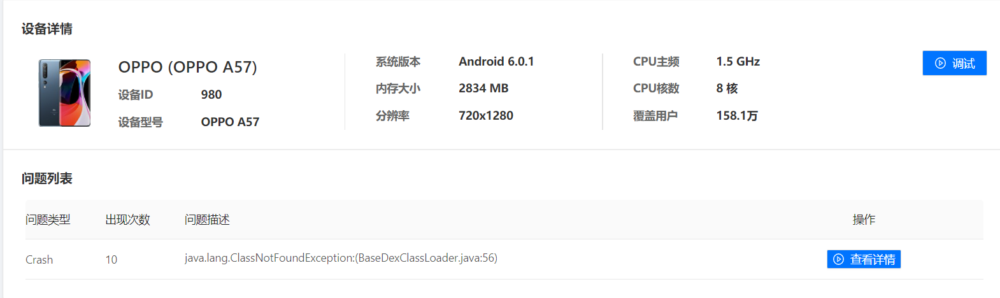 设备详情
OPPO (OPPO A57)
设备ID 980
设备型号 OPPO A57
系统版本 Android 6.0.1
内存大小 2834 MB
分辨率 720x1280
CPU主频 1.5 GHz
CPU核数 8 核
覆盖用户 158.1万
调试
问题列表
问题类型 出现次数 问题描述 操作
Crash 10 java.lang.ClassNotFoundException:(BaseDexClassLoader.java:56) 查看详情